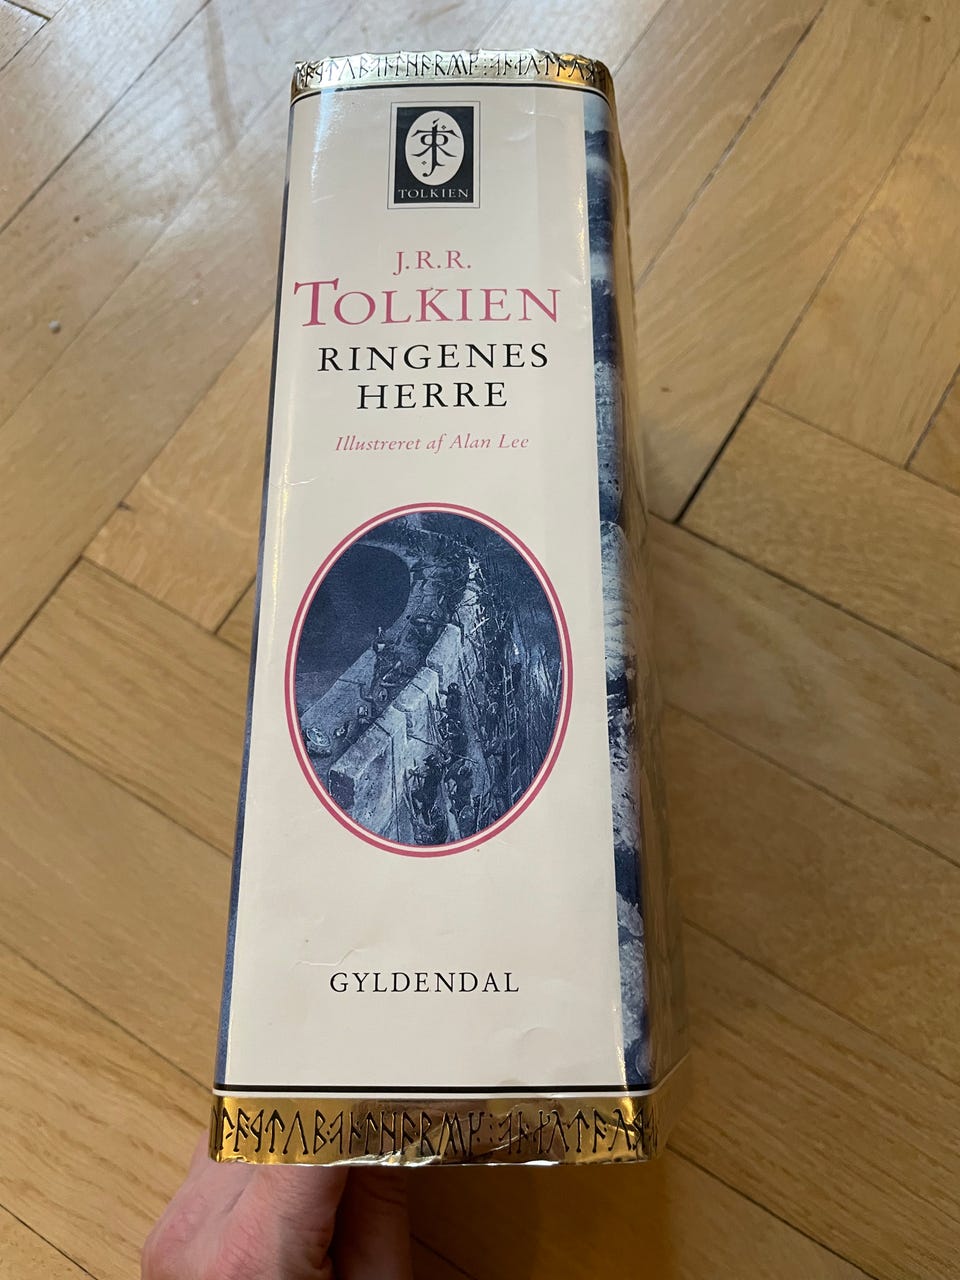 TOLKIEN
J.R.R.
TOLKIEN
RINGENES
HERRE
Illustreret af Alan Lee
GYLDENDAL